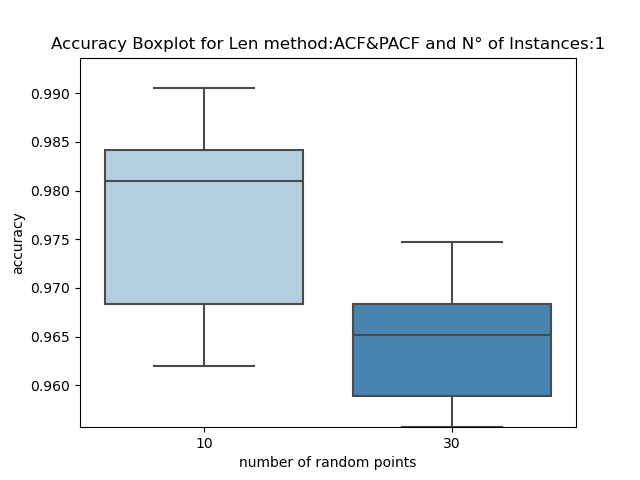 Accuracy Boxplot for Len method:ACF&PACF and N° of Instances:1
0.990
0.985
0.980
0.975
0.970
0.965
0.960
accuracy
10 30
number of random points